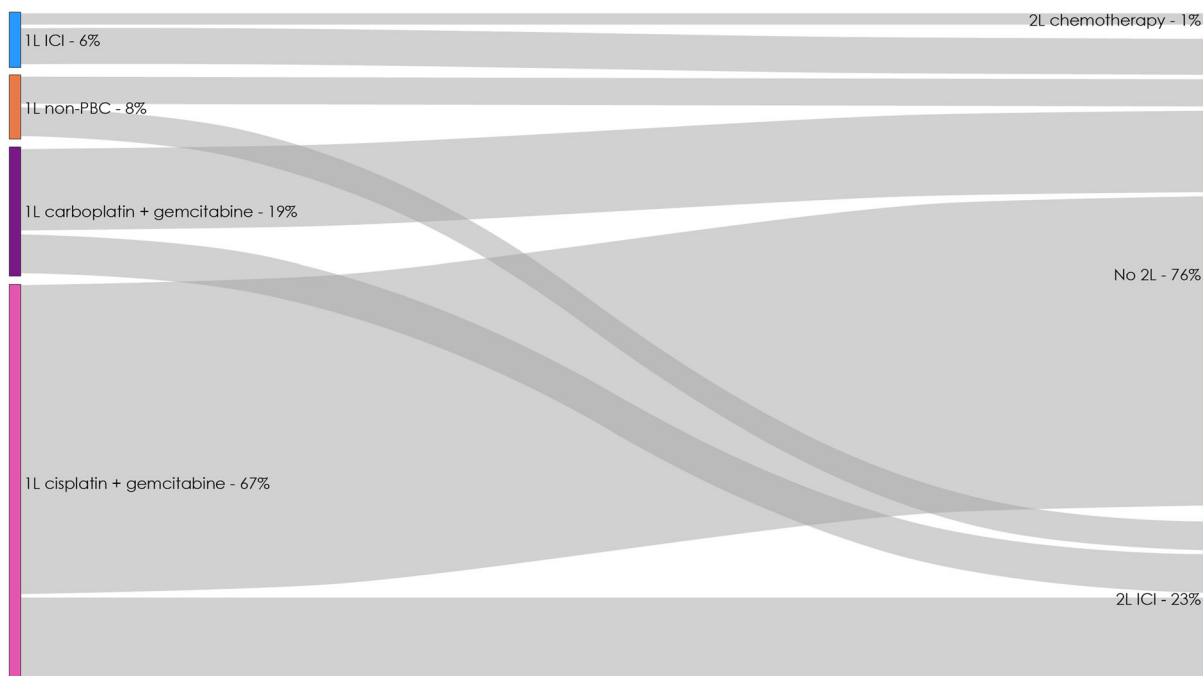 2L chemotherapy - 1%
1L ICI - 6%
1L non-PBC - 8%
1L carboplatin + gemcitabine - 19%
No 2L - 76%
1L cisplatin + gemcitabine - 67%
2L ICI - 23%